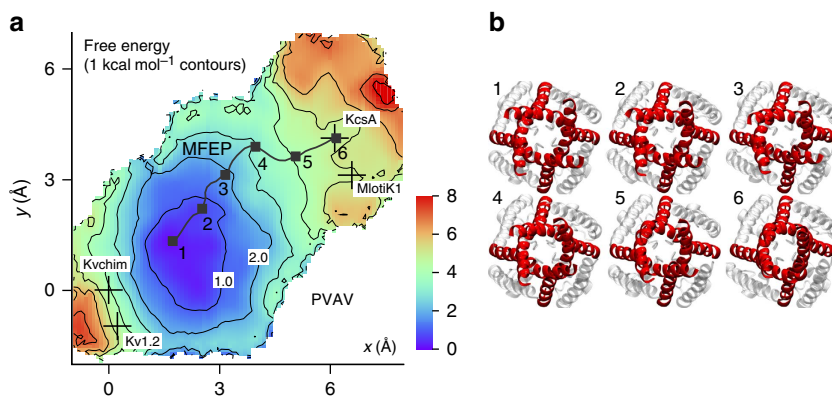 a
Free energy
(1 kcal mol⁻¹ contours)
6
3
0
y (Å)
0
6
x (Å)
MFEP
1
2
3
4
5
6
KcsA
MlotiK1
Kvchim
Kv1.2
1.0
2.0
PVAV
8
6
4
2
0
b
1
2
3
4
5
6